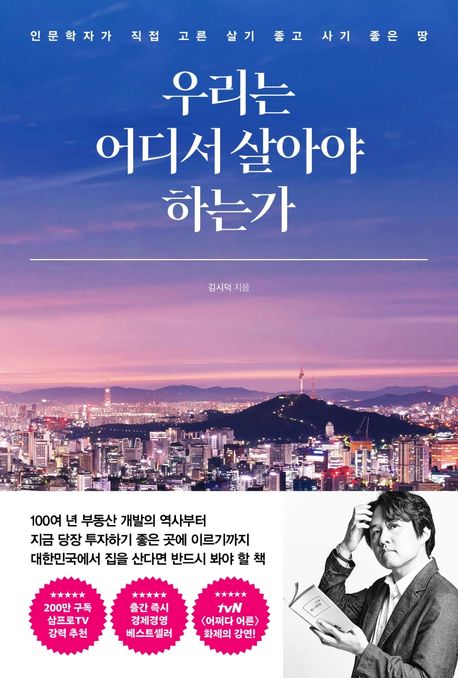 인문학자가 직접 고른 살기 좋고 사기 좋은 땅
우리는
어디서 살아야
하는가
김시덕 지음
100여 년 부동산 개발의 역사부터
지금 당장 투자하기 좋은 곳에 이르기까지
대한민국에서 집을 산다면 반드시 봐야 할 책
★★★★★
200만 구독
삼프로TV
강력 추천
★★★★★
출간 즉시
경제경영
베스트셀러
★★★★★
tvN
〈어쩌다 어른〉
화제의 강연!